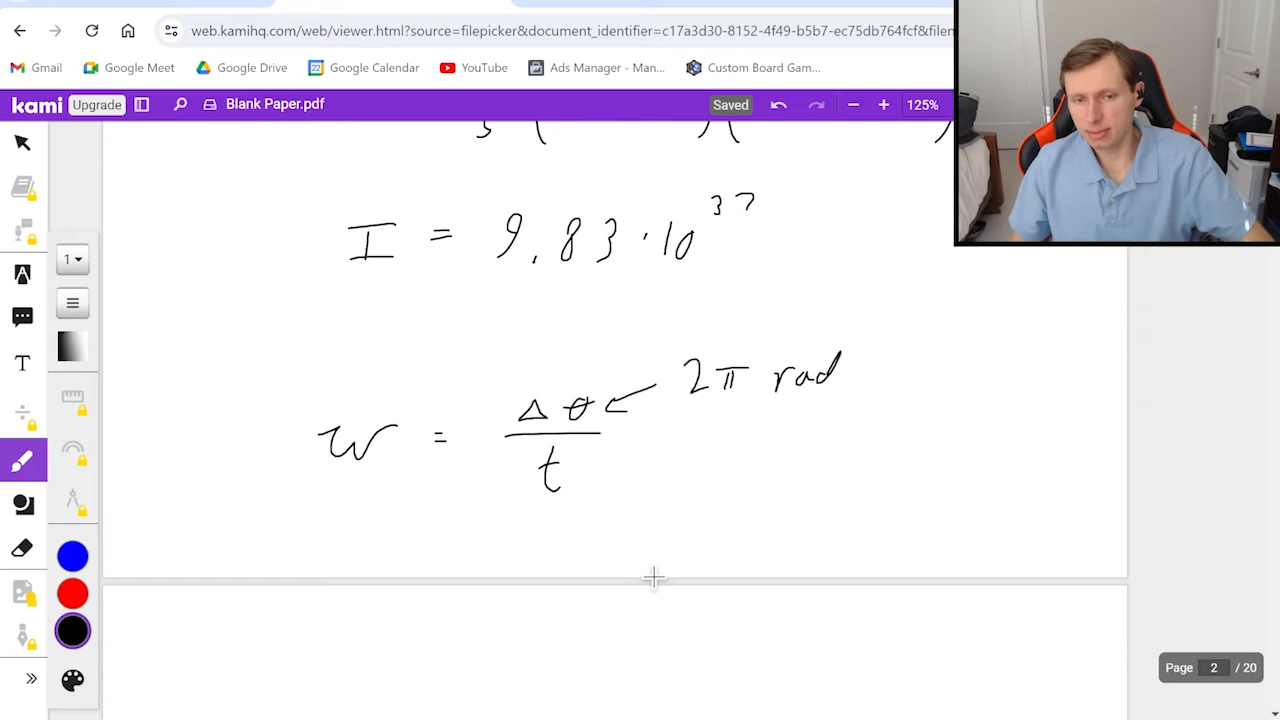 web.kamihq.com/web/viewer.html?source=filepicker&document_identifier=c17a3d30-8152-4f49-b5b7-ec75db764fcf&filen
Gmail Google Meet Google Drive 22 Google Calendar YouTube Ads Manager - Man... Custom Board Gam...
kami Upgrade Blank Paper.pdf Saved 125%
I = 9.83·10³⁷
1
2π rad
w = Δθ / t
T
Page 2 / 20